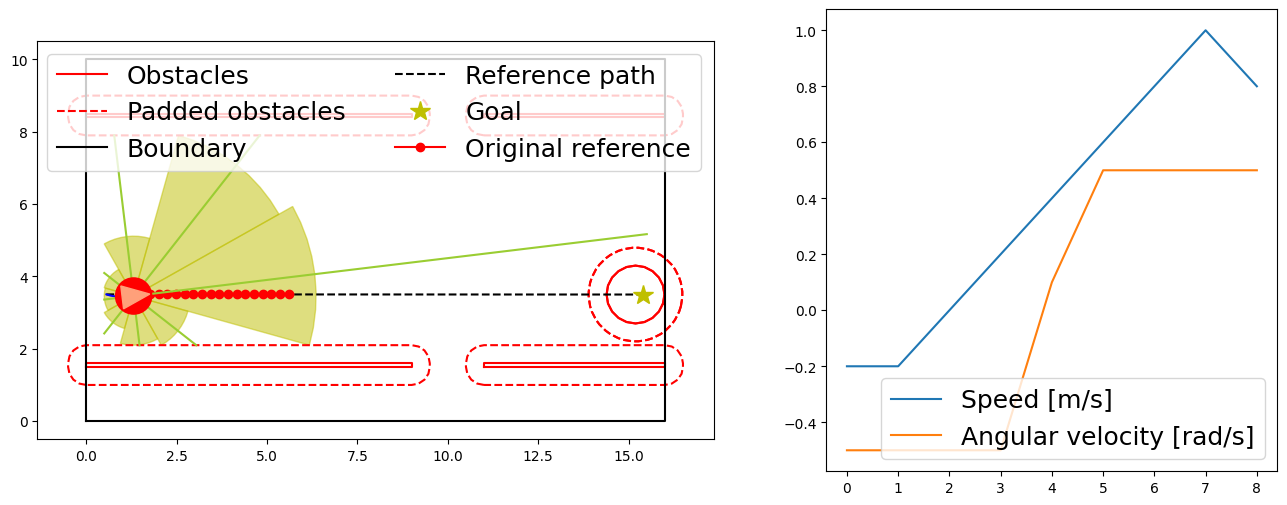 Obstacles
Padded obstacles
Boundary
Reference path
Goal
Original reference
10
8
6
4
2
0
0.0 2.5 5.0 7.5 10.0 12.5 15.0
1.0
0.8
0.6
0.4
0.2
0.0
−0.2
−0.4
Speed [m/s]
Angular velocity [rad/s]
0 1 2 3 4 5 6 7 8